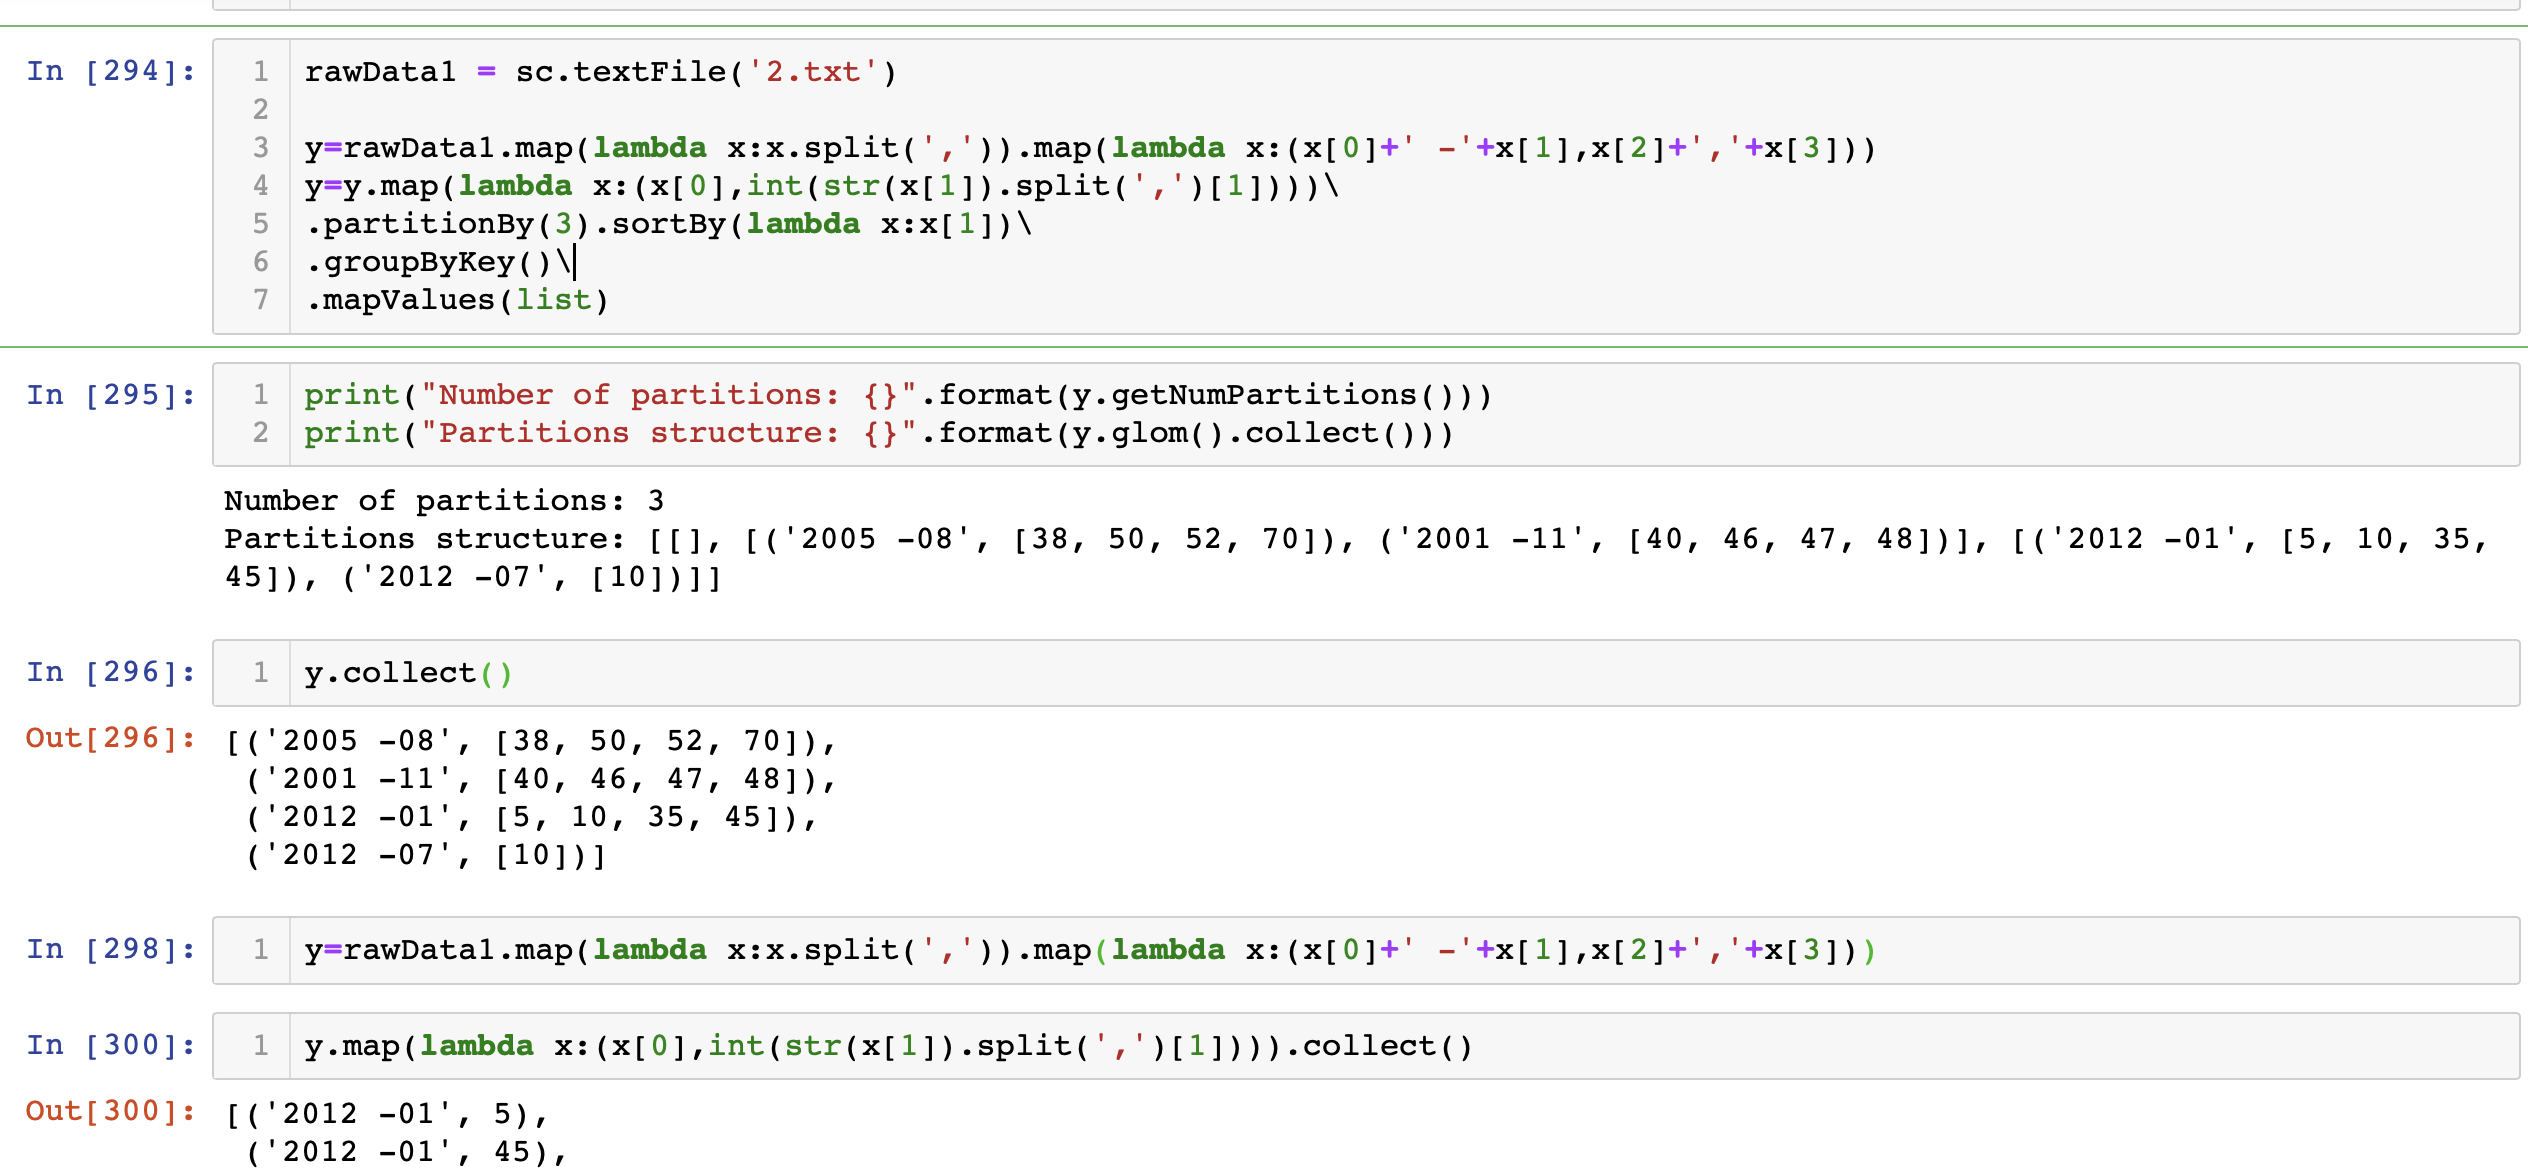 In [294]:
1 rawData1 = sc.textFile('2.txt')
2
3 y=rawData1.map(lambda x:x.split(',')).map(lambda x:(x[0]+' -'+x[1],x[2]+','+x[3]))
4 y=y.map(lambda x:(x[0],int(str(x[1]).split(',')[1])))\
5 .partitionBy(3).sortBy(lambda x:x[1])\
6 .groupByKey()\
7 .mapValues(list)
In [295]:
1 print("Number of partitions: {}".format(y.getNumPartitions()))
2 print("Partitions structure: {}".format(y.glom().collect()))
Number of partitions: 3
Partitions structure: [[], [('2005 -08', [38, 50, 52, 70]), ('2001 -11', [40, 46, 47, 48])], [('2012 -01', [5, 10, 35,
45]), ('2012 -07', [10])]]
In [296]:
1 y.collect()
Out[296]:
[('2005 -08', [38, 50, 52, 70]),
('2001 -11', [40, 46, 47, 48]),
('2012 -01', [5, 10, 35, 45]),
('2012 -07', [10])]
In [298]:
1 y=rawData1.map(lambda x:x.split(',')).map(lambda x:(x[0]+' -'+x[1],x[2]+','+x[3]))
In [300]:
1 y.map(lambda x:(x[0],int(str(x[1]).split(',')[1]))).collect()
Out[300]:
[('2012 -01', 5),
('2012 -01', 45),